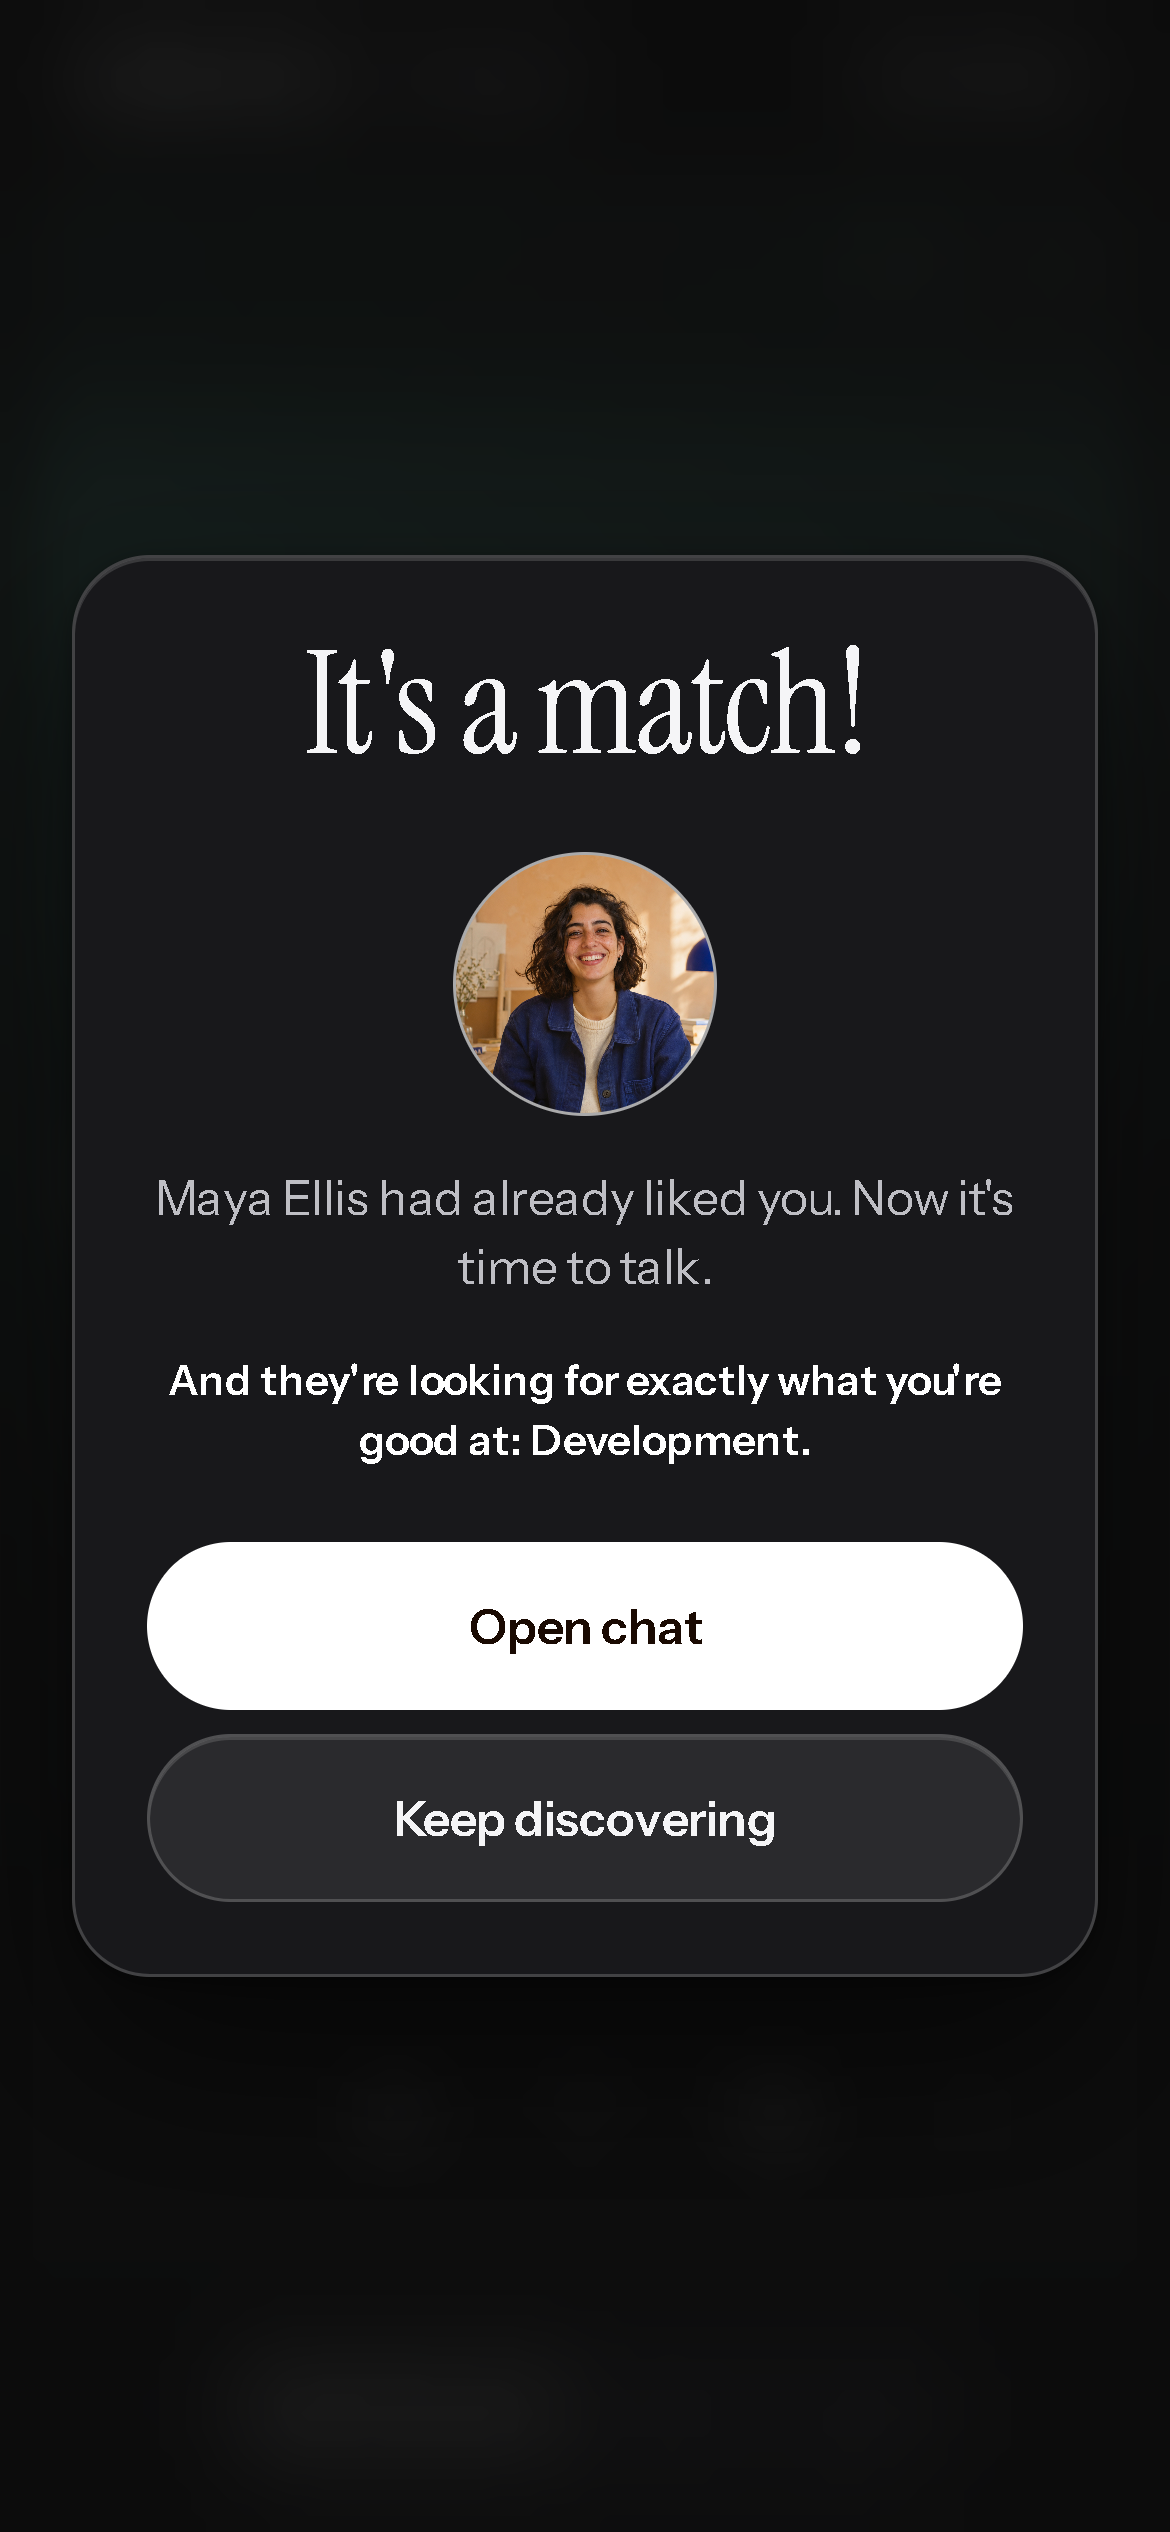 It's a match!
Maya Ellis had already liked you. Now it's
time to talk.
And they're looking for exactly what you're
good at: Development.
Open chat
Keep discovering